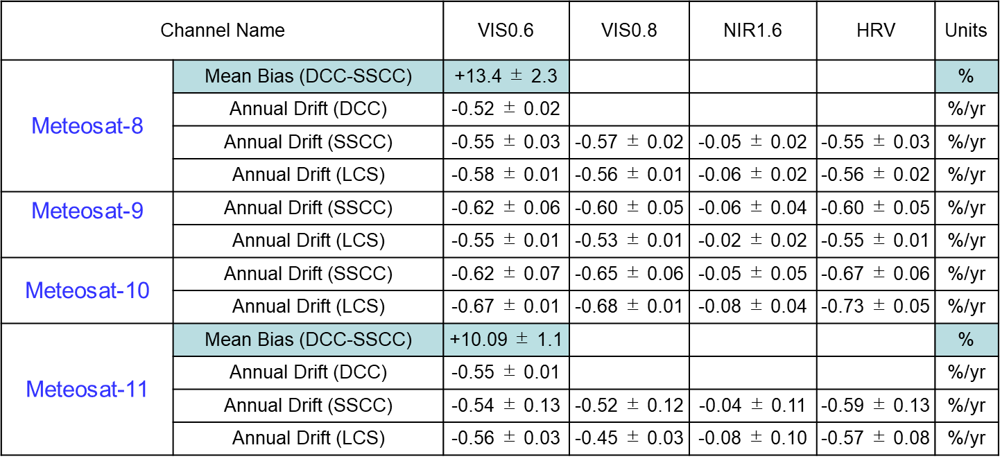 Channel Name VIS0.6 VIS0.8 NIR1.6 HRV Units
Meteosat-8
Mean Bias (DCC-SSCC) +13.4 ± 2.3 %
Annual Drift (DCC) -0.52 ± 0.02 %/yr
Annual Drift (SSCC) -0.55 ± 0.03 -0.57 ± 0.02 -0.05 ± 0.02 -0.55 ± 0.03 %/yr
Annual Drift (LCS) -0.58 ± 0.01 -0.56 ± 0.01 -0.06 ± 0.02 -0.56 ± 0.02 %/yr
Meteosat-9
Annual Drift (SSCC) -0.62 ± 0.06 -0.60 ± 0.05 -0.06 ± 0.04 -0.60 ± 0.05 %/yr
Annual Drift (LCS) -0.55 ± 0.01 -0.53 ± 0.01 -0.02 ± 0.02 -0.55 ± 0.01 %/yr
Meteosat-10
Annual Drift (SSCC) -0.62 ± 0.07 -0.65 ± 0.06 -0.05 ± 0.05 -0.67 ± 0.06 %/yr
Annual Drift (LCS) -0.67 ± 0.01 -0.68 ± 0.01 -0.08 ± 0.04 -0.73 ± 0.05 %/yr
Meteosat-11
Mean Bias (DCC-SSCC) +10.09 ± 1.1 %
Annual Drift (DCC) -0.55 ± 0.01 %/yr
Annual Drift (SSCC) -0.54 ± 0.13 -0.52 ± 0.12 -0.04 ± 0.11 -0.59 ± 0.13 %/yr
Annual Drift (LCS) -0.56 ± 0.03 -0.45 ± 0.03 -0.08 ± 0.10 -0.57 ± 0.08 %/yr